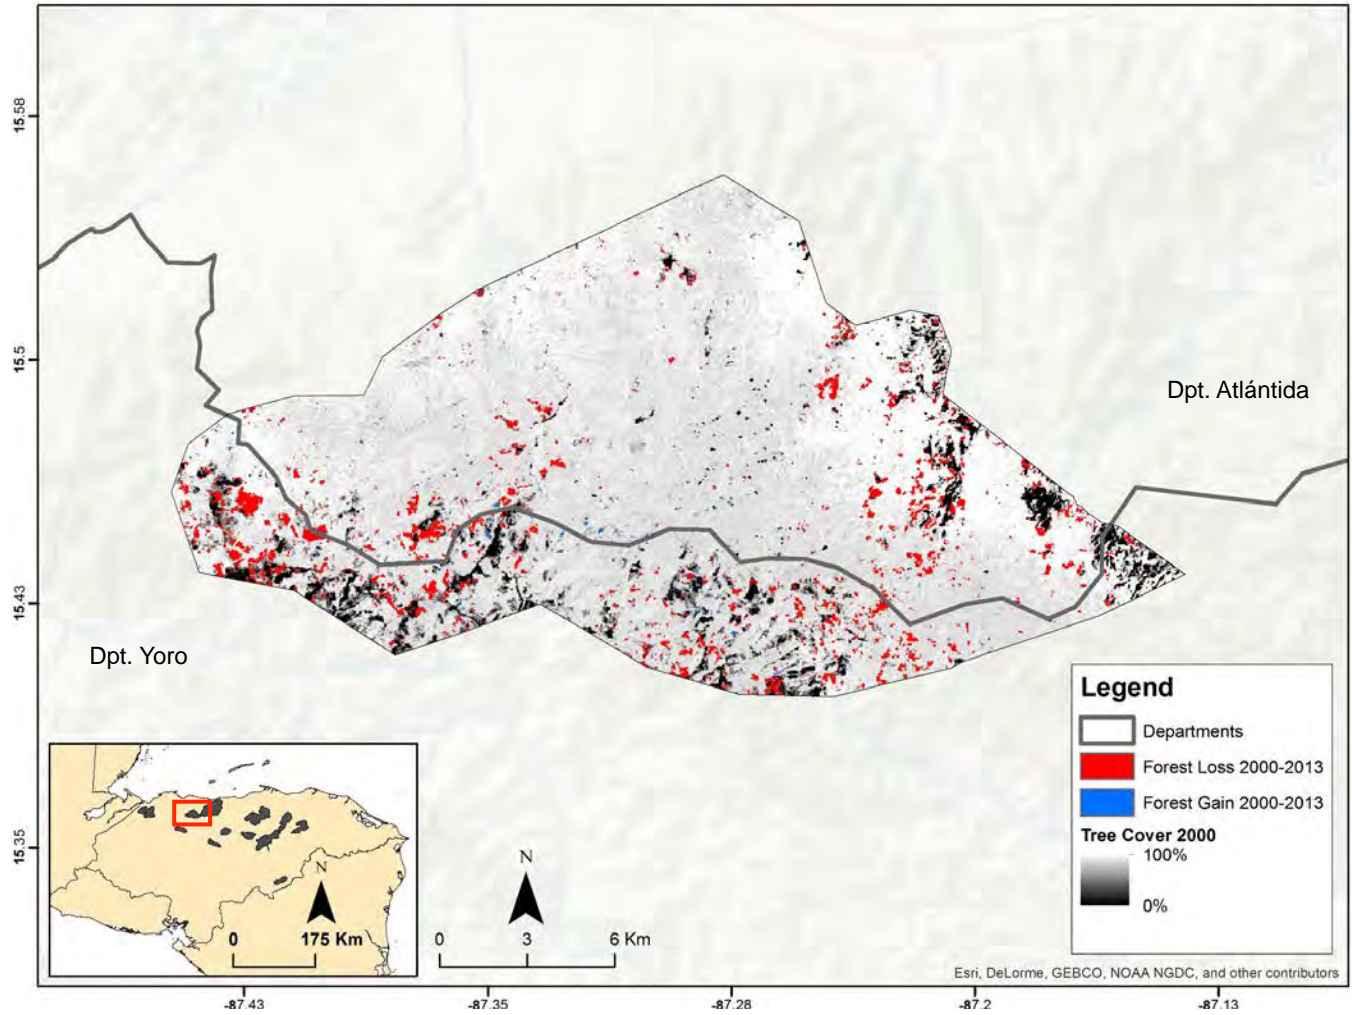 15.58
15.5
15.43
15.35
Dpt. Atlántida
Dpt. Yoro
Legend
Departments
Forest Loss 2000-2013
Forest Gain 2000-2013
Tree Cover 2000
100%
0%
N
0 175 Km
N
0 3 6 Km
Esri, DeLorme, GEBCO, NOAA NGDC, and other contributors
-87.43 -87.35 -87.28 -87.2 -87.13